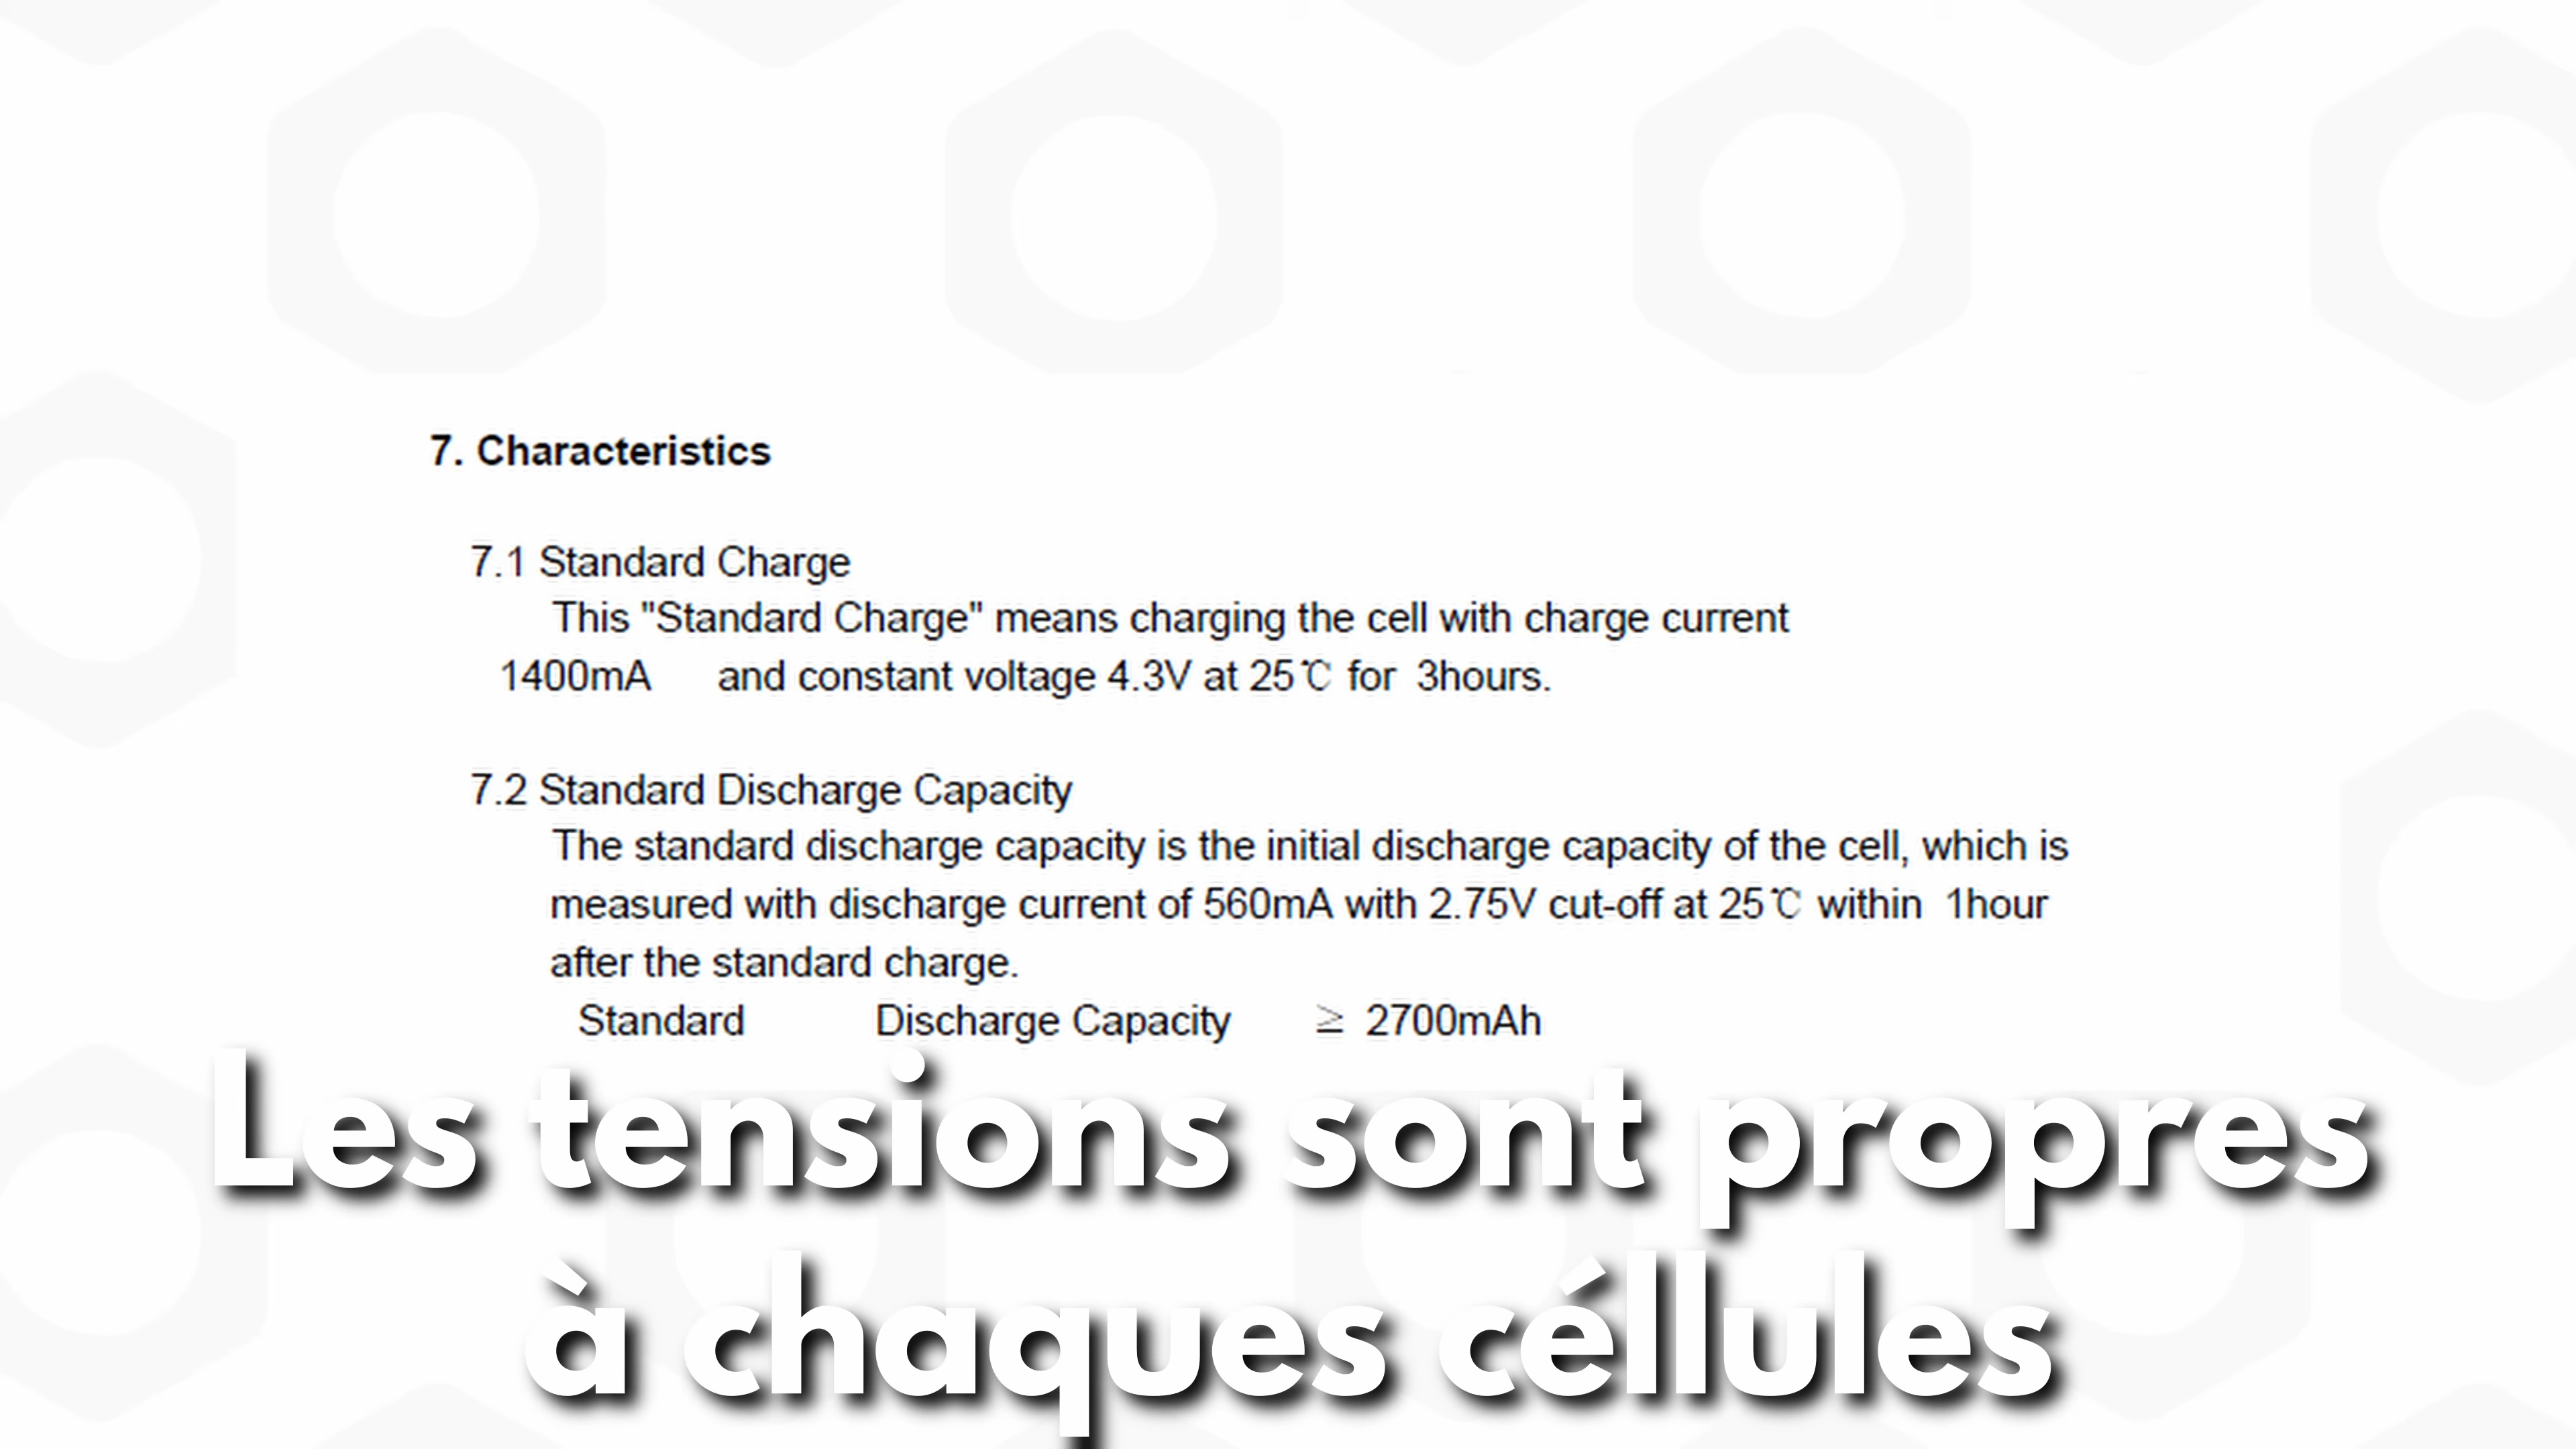 7. Characteristics
7.1 Standard Charge
This "Standard Charge" means charging the cell with charge current
1400mA and constant voltage 4.3V at 25℃ for 3hours.
7.2 Standard Discharge Capacity
The standard discharge capacity is the initial discharge capacity of the cell, which is
measured with discharge current of 560mA with 2.75V cut-off at 25℃ within 1hour
after the standard charge.
Standard Discharge Capacity ≧ 2700mAh
Les tensions sont propres
à chaques céllules